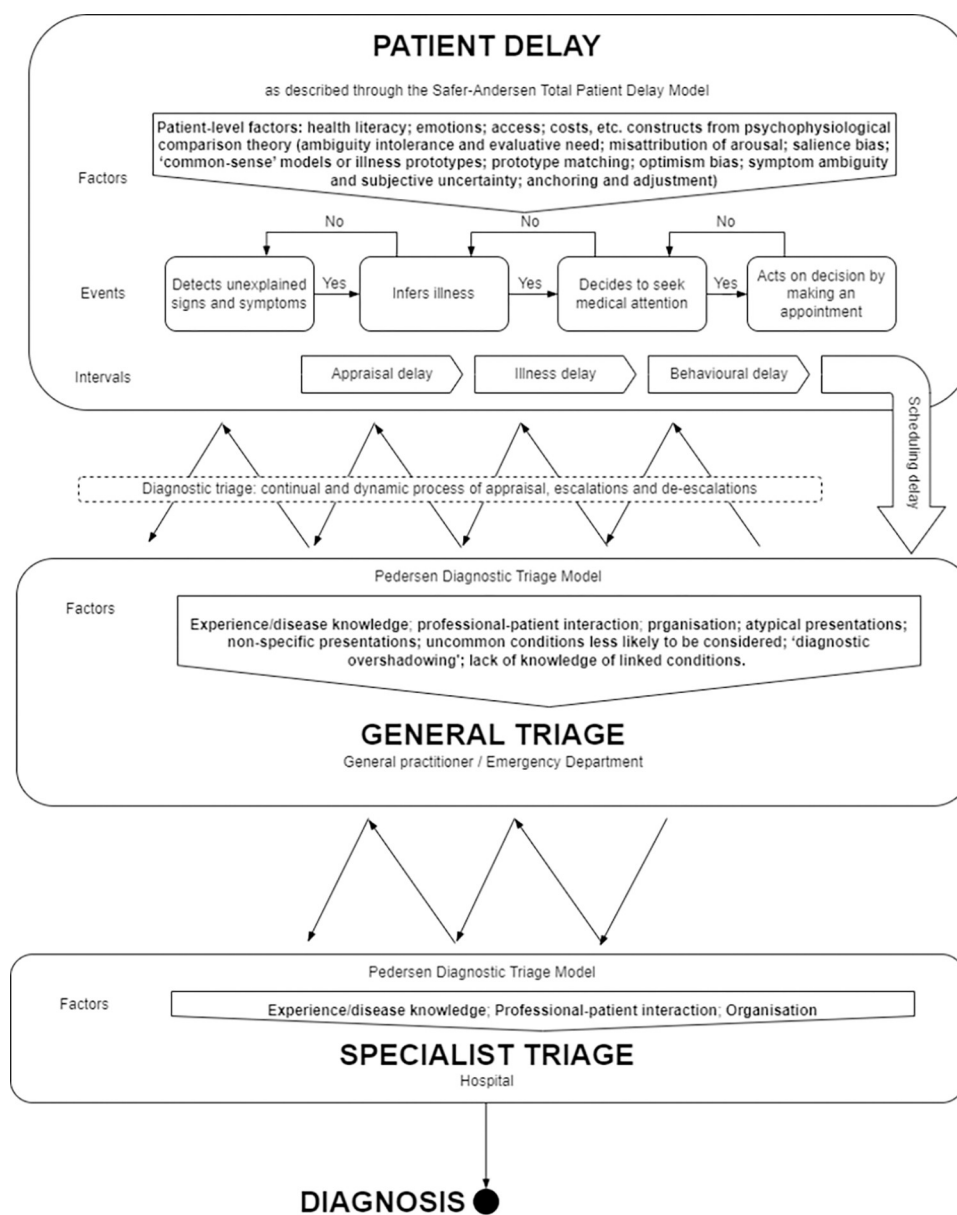 PATIENT DELAY
as described through the Safer-Andersen Total Patient Delay Model
Factors
Patient-level factors: health literacy; emotions; access; costs, etc. constructs from psychophysiological
comparison theory (ambiguity intolerance and evaluative need; misattribution of arousal; salience bias;
‘common-sense’ models or illness prototypes; prototype matching; optimism bias; symptom ambiguity
and subjective uncertainty; anchoring and adjustment)
No
No
No
Events
Detects unexplained
signs and symptoms
Yes
Infers illness
Yes
Decides to seek
medical attention
Yes
Acts on decision by
making an
appointment
Intervals
Appraisal delay
Illness delay
Behavioural delay
Scheduling delay
Diagnostic triage: continual and dynamic process of appraisal, escalations and de-escalations
Pedersen Diagnostic Triage Model
Factors
Experience/disease knowledge; professional-patient interaction; prganisation; atypical presentations;
non-specific presentations; uncommon conditions less likely to be considered; ‘diagnostic
overshadowing’; lack of knowledge of linked conditions.
GENERAL TRIAGE
General practitioner / Emergency Department
Pedersen Diagnostic Triage Model
Factors
Experience/disease knowledge; Professional-patient interaction; Organisation
SPECIALIST TRIAGE
Hospital
DIAGNOSIS